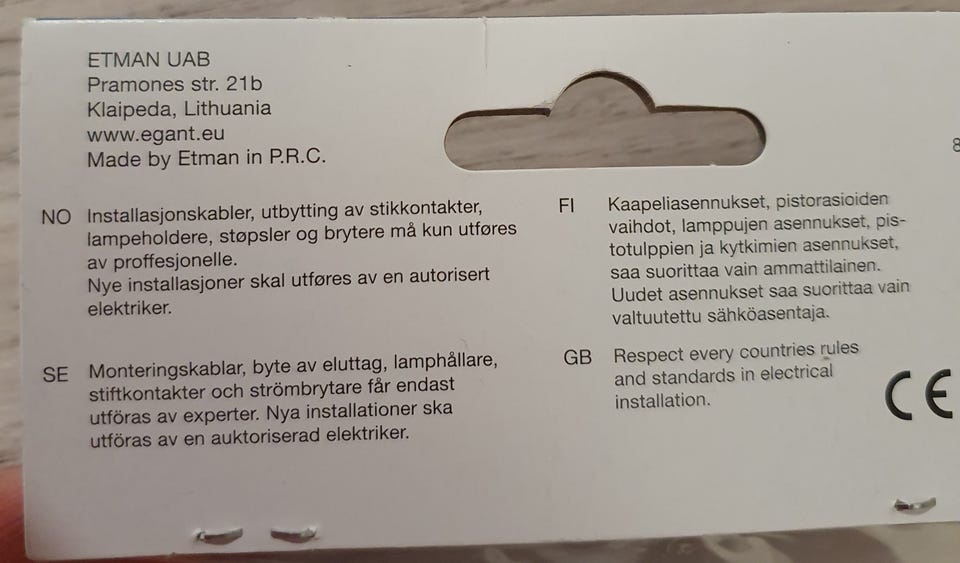 ETMAN UAB
Pramones str. 21b
Klaipeda, Lithuania
www.egant.eu
Made by Etman in P.R.C.
8
NO Installasjonskabler, utbytting av stikkontakter,
lampeholdere, støpsler og brytere må kun utføres
av proffesjonelle.
Nye installasjoner skal utføres av en autorisert
elektriker.
FI Kaapeliasennukset, pistorasioiden
vaihdot, lamppujen asennukset, pis-
totulppien ja kytkimien asennukset,
saa suorittaa vain ammattilainen.
Uudet asennukset saa suorittaa vain
valtuutettu sähköasentaja.
SE Monteringskablar, byte av eluttag, lamphållare,
stiftkontakter och strömbrytare får endast
utföras av experter. Nya installationer ska
utföras av en auktoriserad elektriker.
GB Respect every countries rules
and standards in electrical
installation.
CE